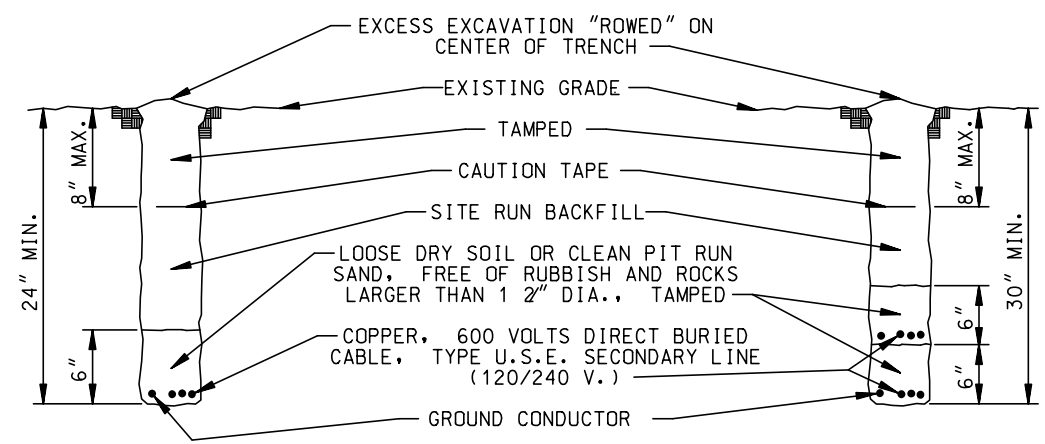 EXCESS EXCAVATION "ROWED" ON
CENTER OF TRENCH
EXISTING GRADE
TAMPED
CAUTION TAPE
SITE RUN BACKFILL
LOOSE DRY SOIL OR CLEAN PIT RUN
SAND, FREE OF RUBBISH AND ROCKS
LARGER THAN 1 2" DIA., TAMPED
COPPER, 600 VOLTS DIRECT BURIED
CABLE, TYPE U.S.E. SECONDARY LINE
(120/240 V.)
GROUND CONDUCTOR
24" MIN.
8" MAX.
6"
8" MAX.
6"
6"
30" MIN.